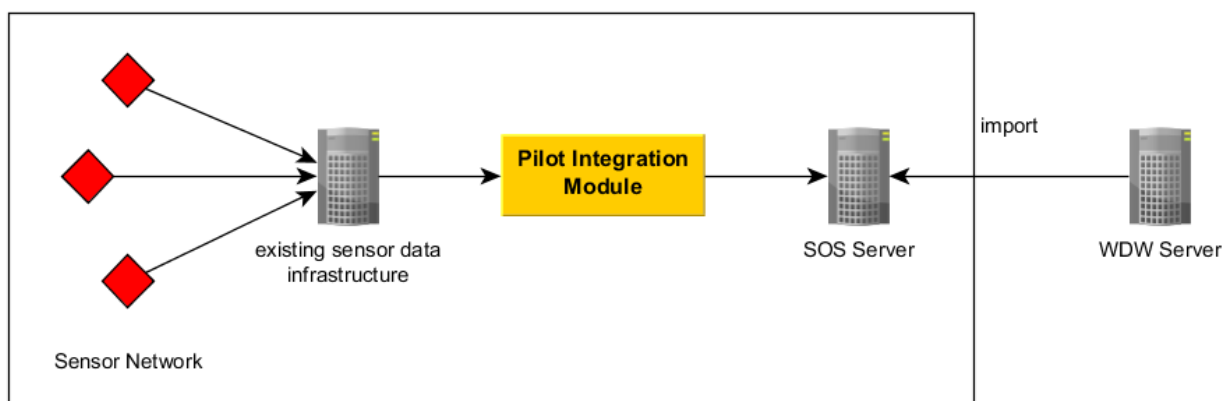 import
Pilot Integration
Module
existing sensor data
infrastructure
SOS Server
WDW Server
Sensor Network